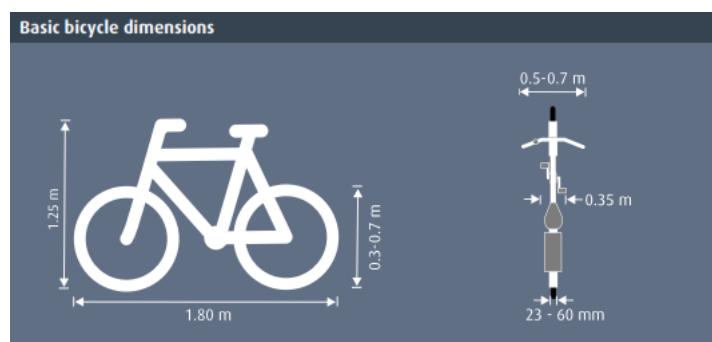 Basic bicycle dimensions
0.5-0.7 m
1.25 m
0.3-0.7 m
0.35 m
1.80 m
23 - 60 mm